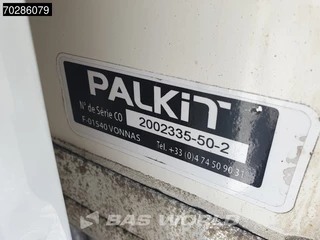 70286079
PALKIT
N° de Série CO 2002335-50-2
F-01540 VONNAS
Tel. +33 (0)4 74 50 90 31
BAS WORLD